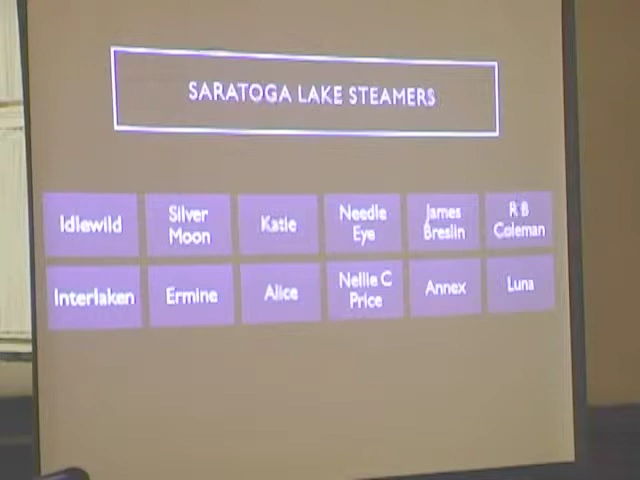 SARATOGA LAKE STEAMERS
Idlewild
Silver
Moon
Katie
Needle
Eye
James
Breslin
R B
Coleman
Interlaken
Ermine
Alice
Nellie C
Price
Annex
Luna